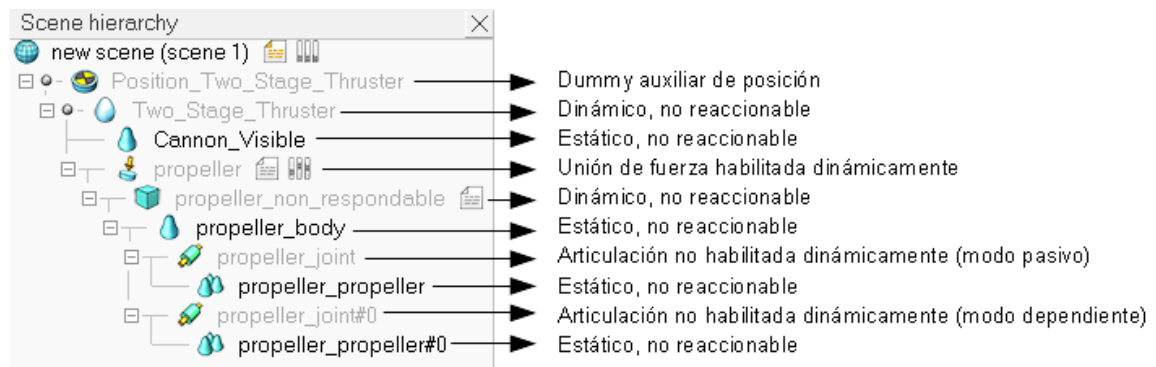 Scene hierarchy
new scene (scene 1)
Position_Two_Stage_Thruster Dummy auxiliar de posición
Two_Stage_Thruster Dinámico, no reaccionable
Cannon_Visible Estático, no reaccionable
propeller Unión de fuerza habilitada dinámicamente
propeller_non_respondable Dinámico, no reaccionable
propeller_body Estático, no reaccionable
propeller_joint Articulación no habilitada dinámicamente (modo pasivo)
propeller_propeller Estático, no reaccionable
propeller_joint#0 Articulación no habilitada dinámicamente (modo dependiente)
propeller_propeller#0 Estático, no reaccionable